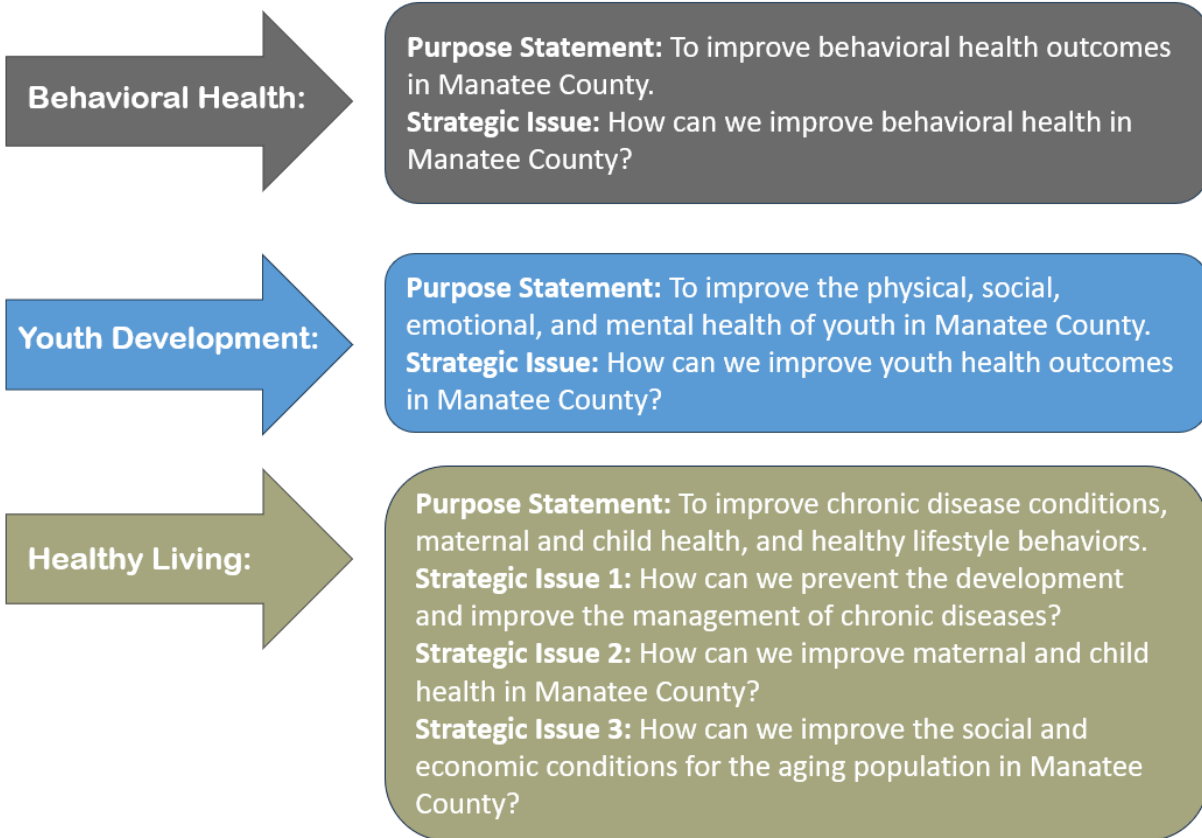 Behavioral Health:
Purpose Statement: To improve behavioral health outcomes
in Manatee County.
Strategic Issue: How can we improve behavioral health in
Manatee County?
Youth Development:
Purpose Statement: To improve the physical, social,
emotional, and mental health of youth in Manatee County.
Strategic Issue: How can we improve youth health outcomes
in Manatee County?
Healthy Living:
Purpose Statement: To improve chronic disease conditions,
maternal and child health, and healthy lifestyle behaviors.
Strategic Issue 1: How can we prevent the development
and improve the management of chronic diseases?
Strategic Issue 2: How can we improve maternal and child
health in Manatee County?
Strategic Issue 3: How can we improve the social and
economic conditions for the aging population in Manatee
County?